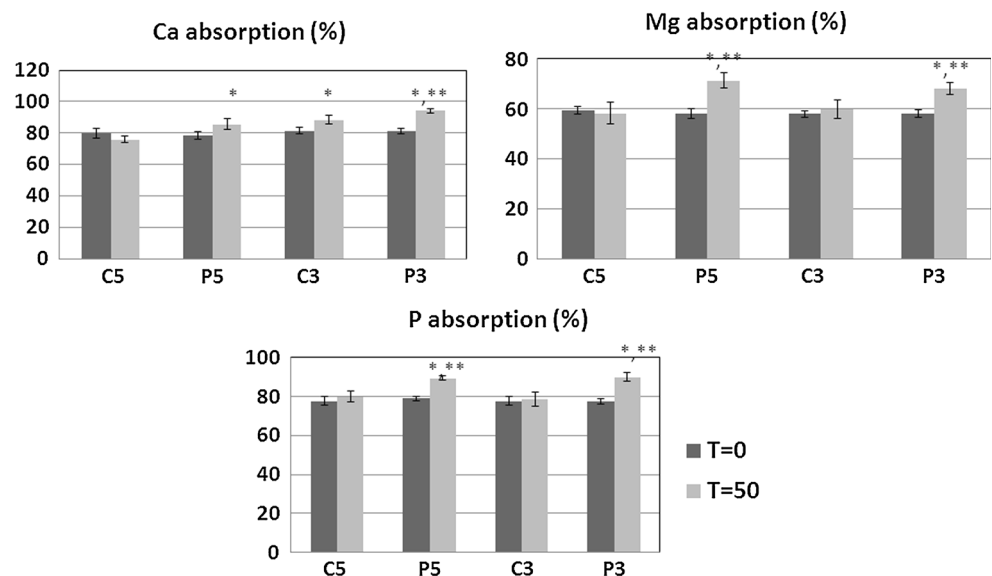 Ca absorption (%)
120
100
80
60
40
20
0
* * *,**
C5 P5 C3 P3
Mg absorption (%)
80
60
40
20
0
*,** *,**
C5 P5 C3 P3
P absorption (%)
100
80
60
40
20
0
*,** *,**
C5 P5 C3 P3
T=0
T=50